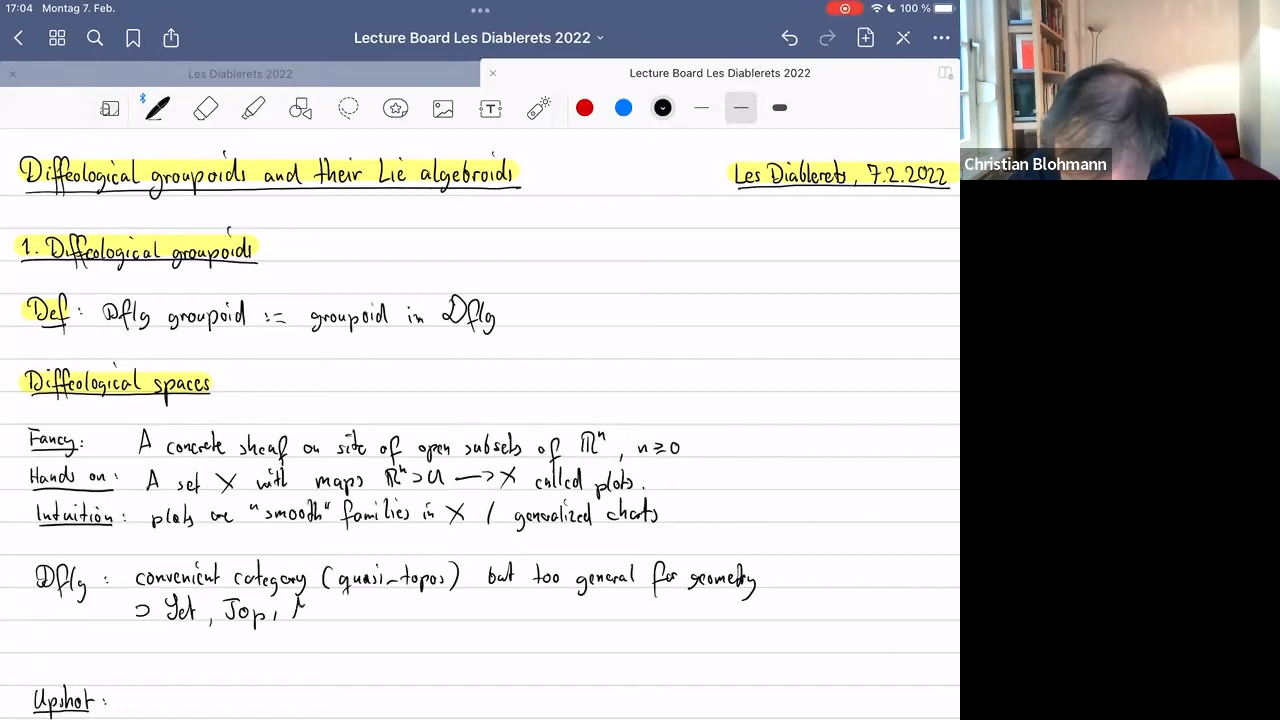 17:04 Montag 7. Feb.
100 %
Lecture Board Les Diablerets 2022
Les Diablerets 2022
Lecture Board Les Diablerets 2022
Diffeological groupoids and their Lie algebroids
Les Diablerets, 7.2.2022
1. Diffeological groupoids
Def: Dflg groupoid := groupoid in Dflg
Diffeological spaces
Fancy: A concrete sheaf on site of open subsets of ℝⁿ, n ≥ 0
Hands on: A set X with maps ℝⁿ ⊃ U → X called plots.
Intuition: plots are "smooth" families in X / generalized charts
Dflg: convenient category (quasi-topos) but too general for geometry
⊃ Set, Top,
Upshot:
Christian Blohmann